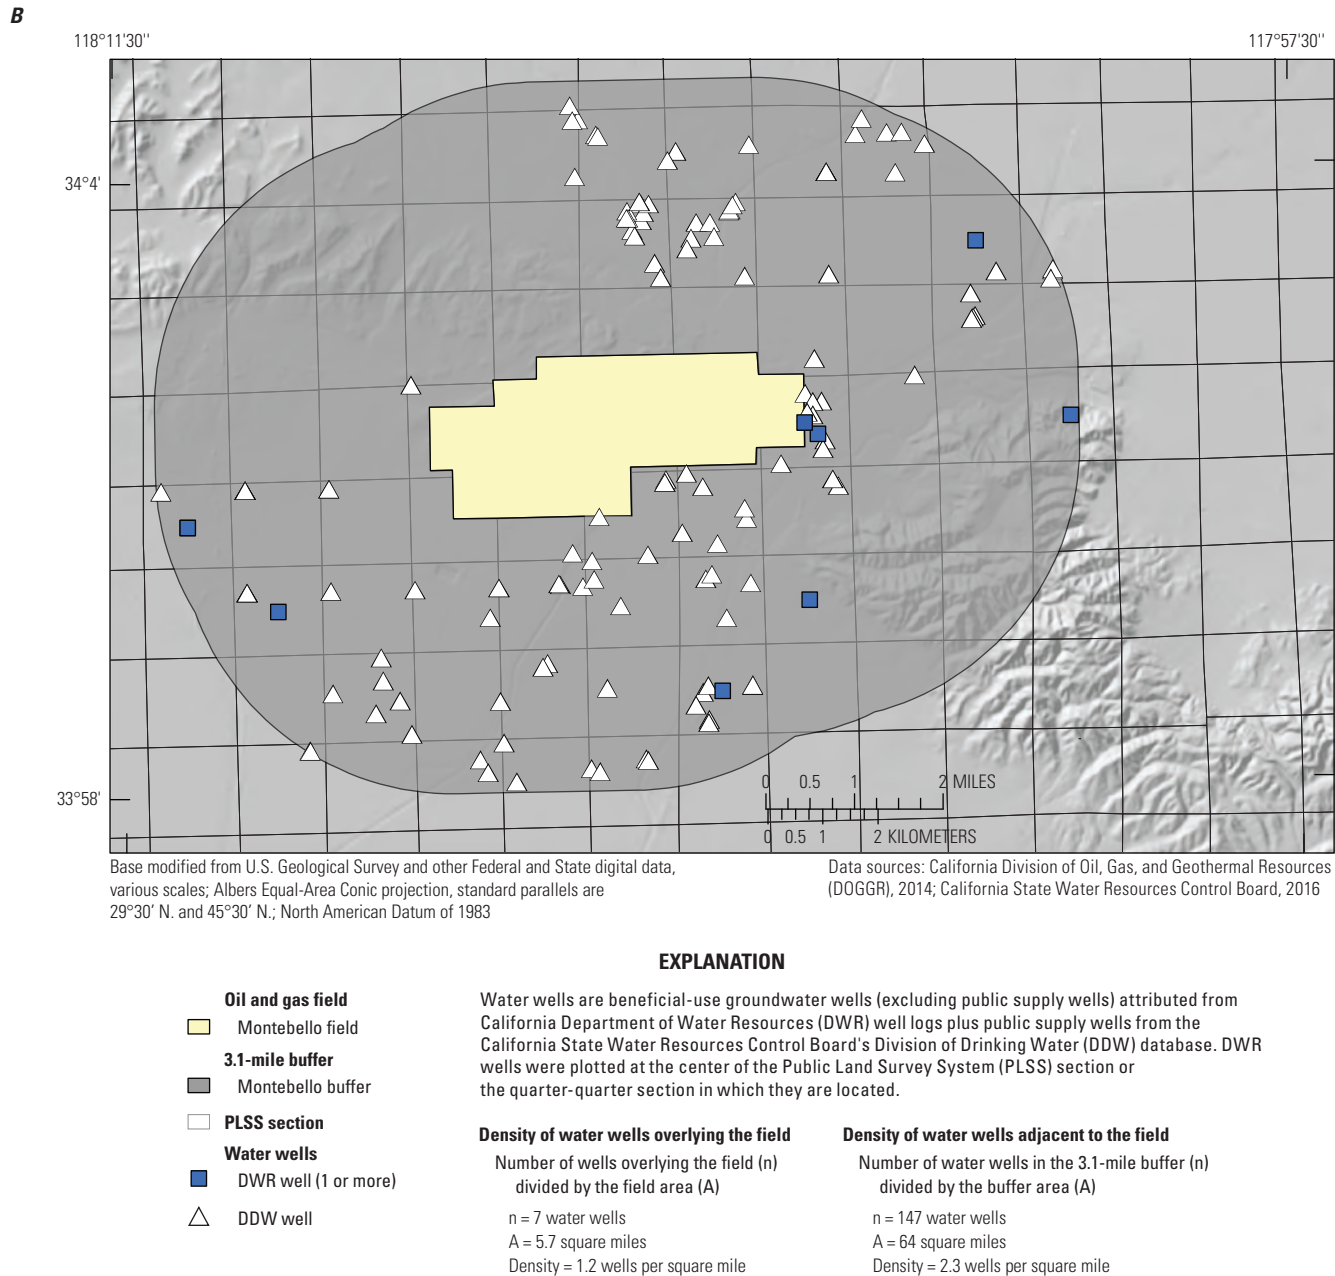 B
118°11'30"
117°57'30"
34°4'
33°58'
0 0.5 1 2 MILES
0 0.5 1 2 KILOMETERS
Base modified from U.S. Geological Survey and other Federal and State digital data,
various scales; Albers Equal-Area Conic projection, standard parallels are
29°30' N. and 45°30' N.; North American Datum of 1983
Data sources: California Division of Oil, Gas, and Geothermal Resources
(DOGGR), 2014; California State Water Resources Control Board, 2016
EXPLANATION
Oil and gas field
Montebello field
3.1-mile buffer
Montebello buffer
PLSS section
Water wells
DWR well (1 or more)
DDW well
Water wells are beneficial-use groundwater wells (excluding public supply wells) attributed from
California Department of Water Resources (DWR) well logs plus public supply wells from the
California State Water Resources Control Board's Division of Drinking Water (DDW) database. DWR
wells were plotted at the center of the Public Land Survey System (PLSS) section or
the quarter-quarter section in which they are located.
Density of water wells overlying the field
Number of wells overlying the field (n)
divided by the field area (A)
n = 7 water wells
A = 5.7 square miles
Density = 1.2 wells per square mile
Density of water wells adjacent to the field
Number of water wells in the 3.1-mile buffer (n)
divided by the buffer area (A)
n = 147 water wells
A = 64 square miles
Density = 2.3 wells per square mile